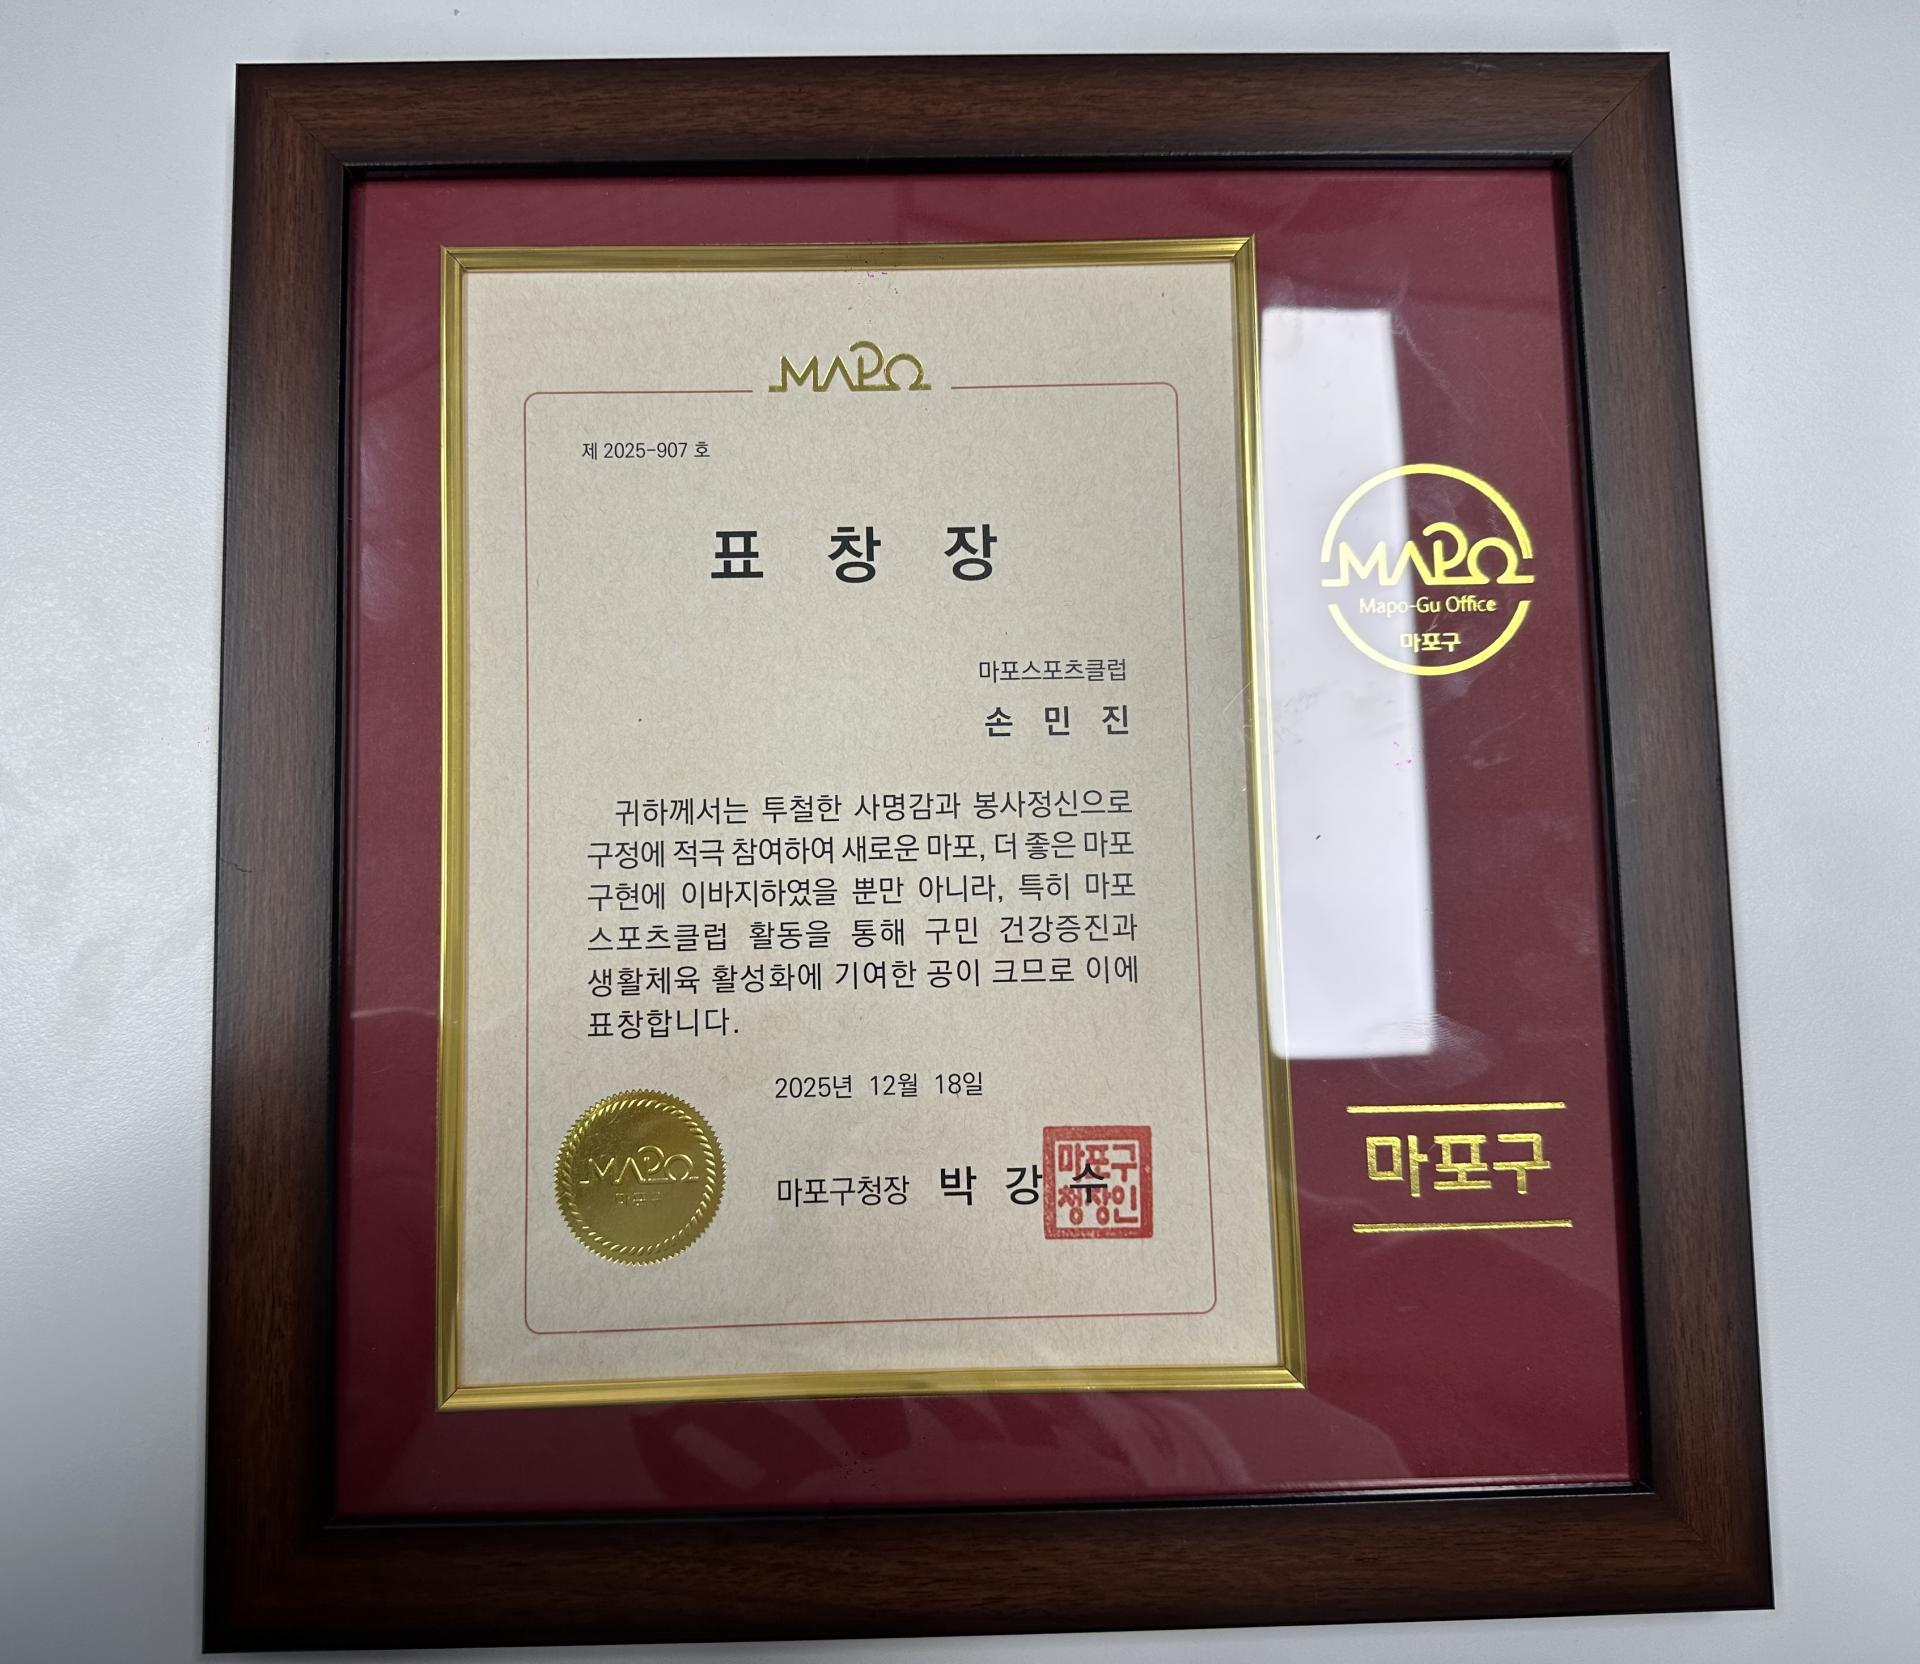 MAPO
제 2025-907 호
표 창 장
마포스포츠클럽
손 민 진
귀하께서는 투철한 사명감과 봉사정신으로
구정에 적극 참여하여 새로운 마포, 더 좋은 마포
구현에 이바지하였을 뿐만 아니라, 특히 마포
스포츠클럽 활동을 통해 구민 건강증진과
생활체육 활성화에 기여한 공이 크므로 이에
표창합니다.
2025년 12월 18일
마포구청장 박 강 수
마포구
청장인
MAPO
마포구
MAPO
Mapo-Gu Office
마포구
마포구